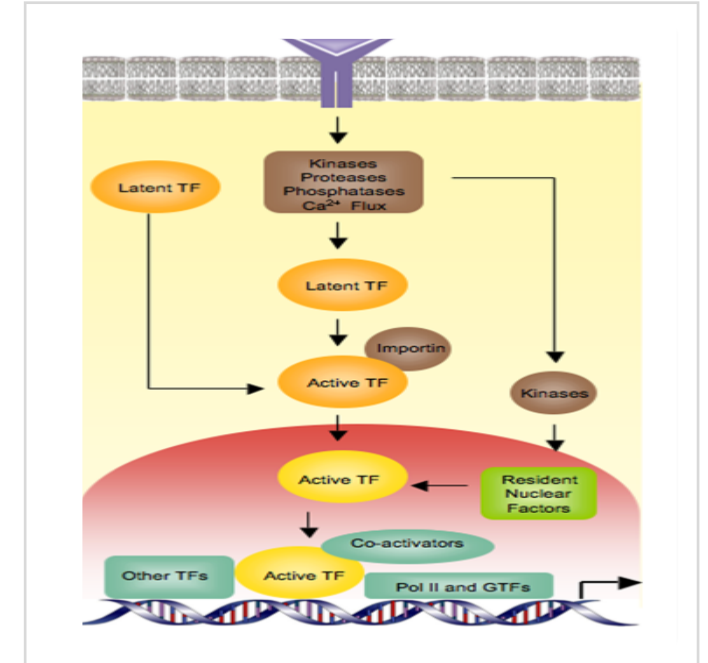 Kinases
Proteases
Phosphatases
Ca²⁺ Flux
Latent TF
Latent TF
Importin
Active TF
Kinases
Active TF
Resident
Nuclear
Factors
Co-activators
Other TFs
Active TF
Pol II and GTFs